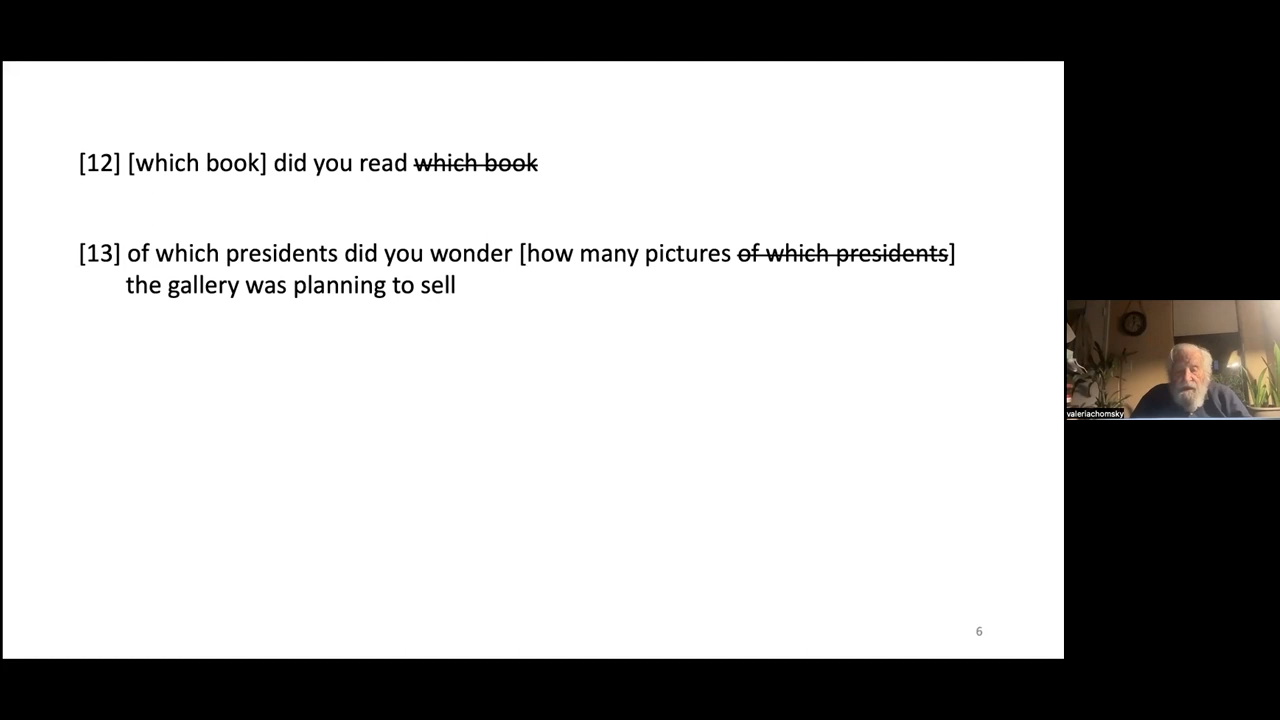 [12] [which book] did you read which book
[13] of which presidents did you wonder [how many pictures of which presidents]
the gallery was planning to sell
valeriachomsky
6